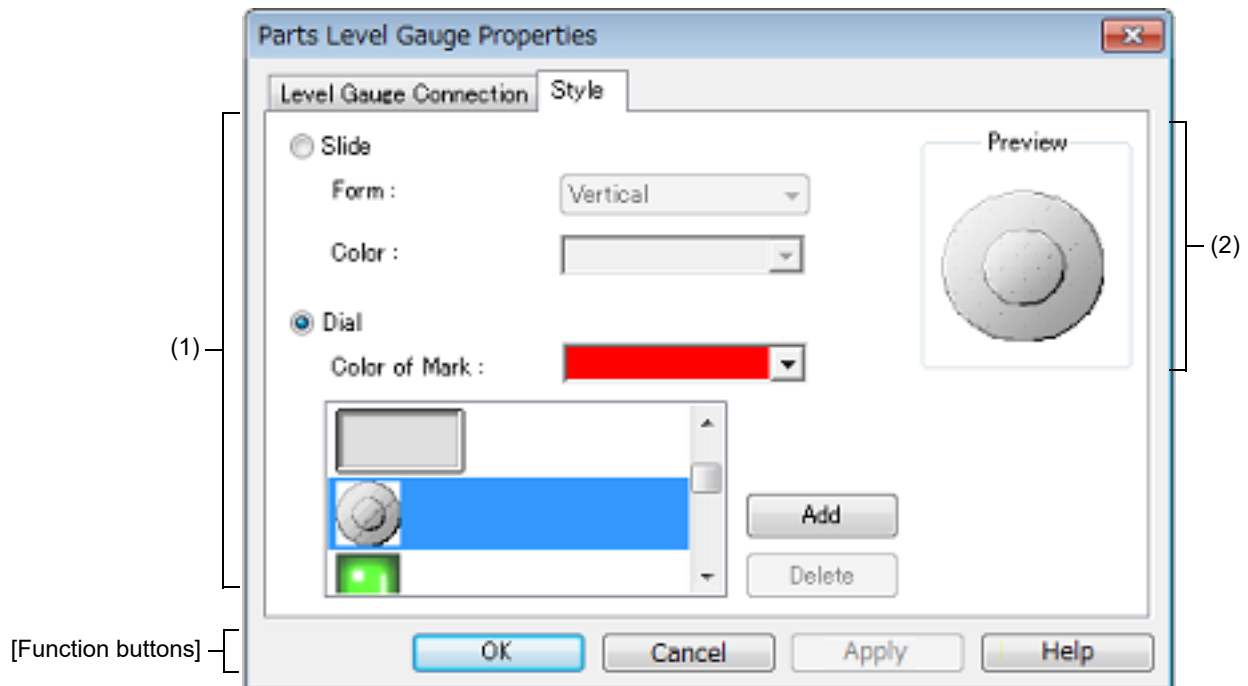 Parts Level Gauge Properties
Level Gauge Connection
Style
Slide
Form :
Vertical
Color :
Dial
Color of Mark :
Preview
Add
Delete
OK
Cancel
Apply
Help
(1)
(2)
[Function buttons]